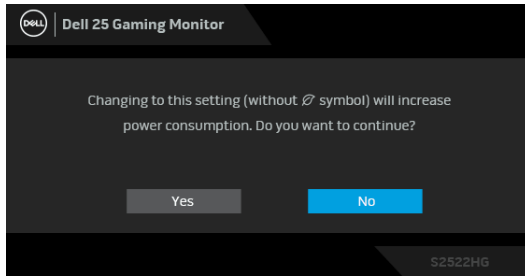 DELL
Dell 25 Gaming Monitor
Changing to this setting (without symbol) will increase
power consumption. Do you want to continue?
Yes
No
S2522HG